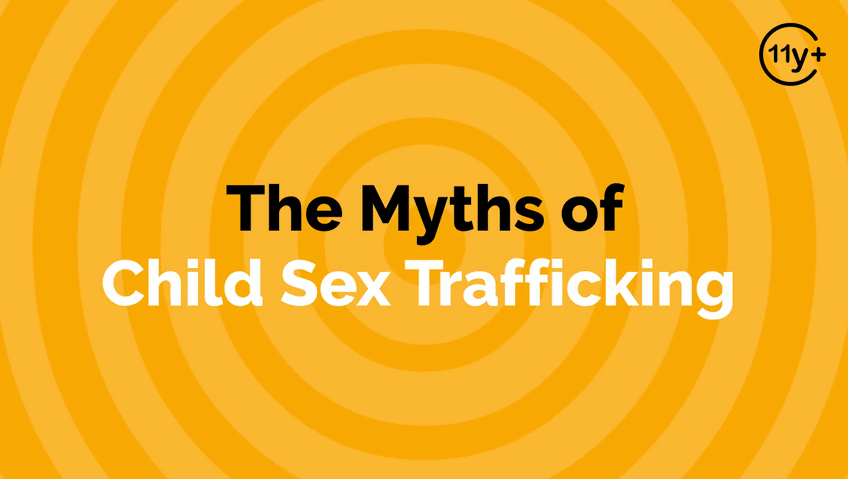 11y+
The Myths of
Child Sex Trafficking